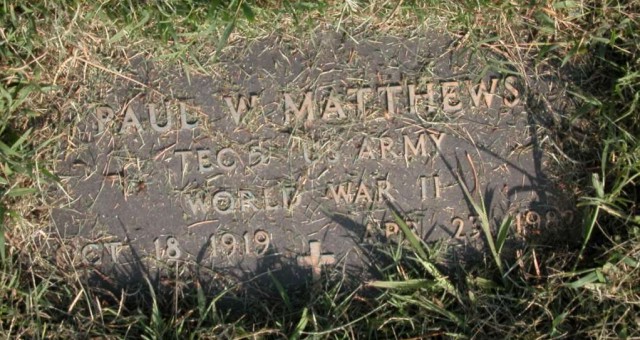 PAUL W MATTHEWS
TEC 5 US ARMY
WORLD WAR II
OCT 18 1919 APR 23